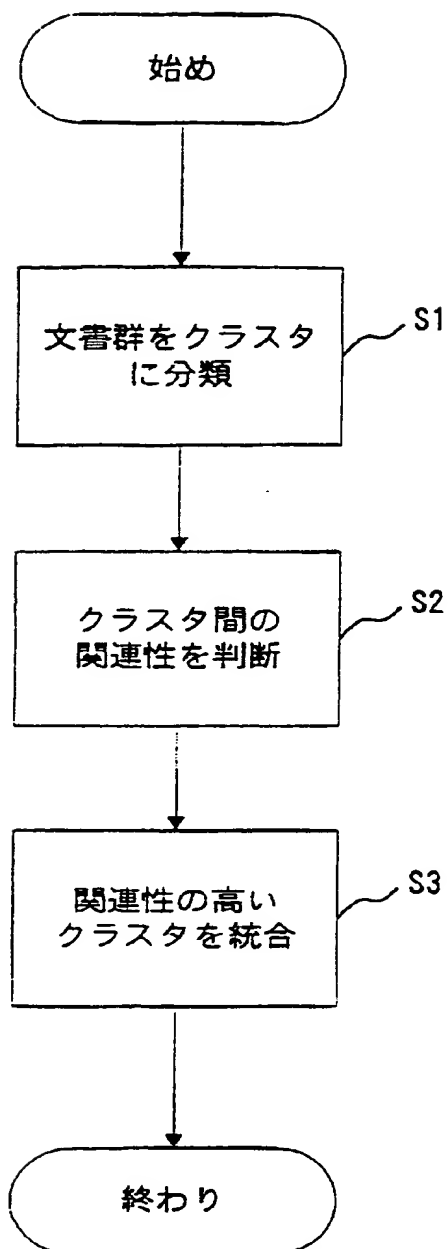 始め
文書群をクラスタ
に分類
S1
クラスタ間の
関連性を判断
S2
関連性の高い
クラスタを統合
S3
終わり